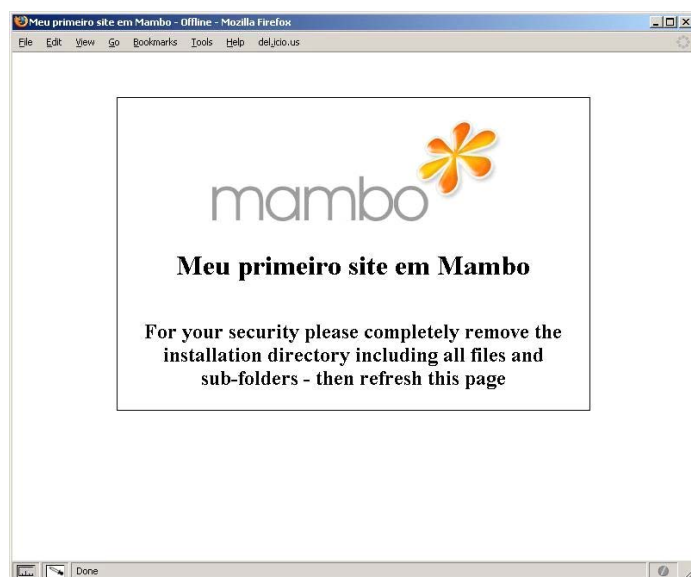 Meu primeiro site em Mambo - Offline - Mozilla Firefox
File Edit View Go Bookmarks Tools Help del.icio.us
mambo
Meu primeiro site em Mambo
For your security please completely remove the
installation directory including all files and
sub-folders - then refresh this page
Done